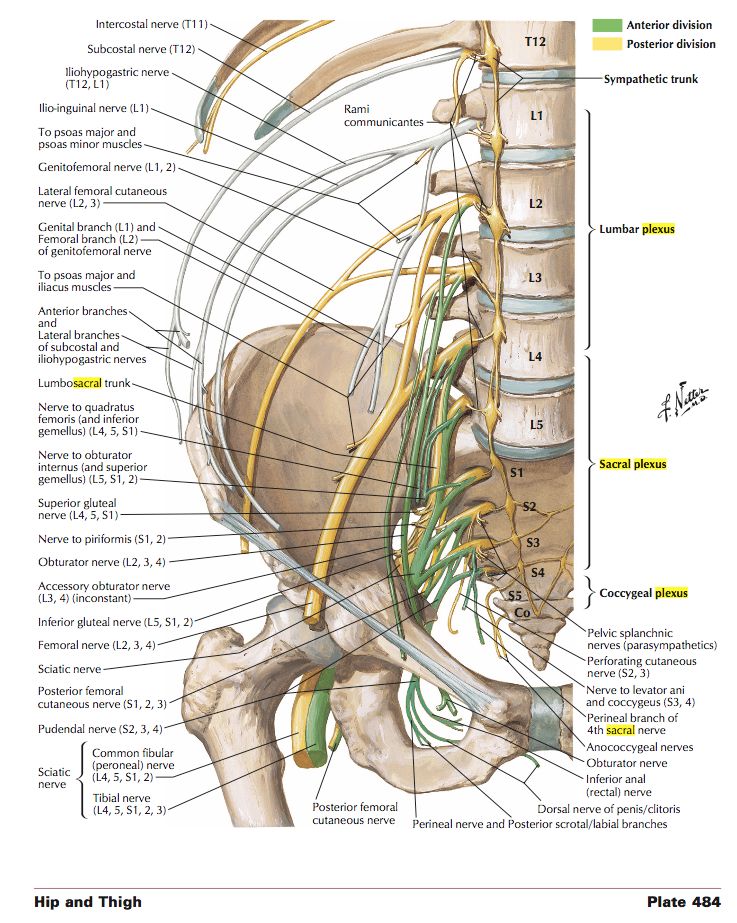 Intercostal nerve (T11)
Subcostal nerve (T12)
Iliohypogastric nerve
(T12, L1)
Ilio-inguinal nerve (L1)
To psoas major and
psoas minor muscles
Genitofemoral nerve (L1, 2)
Lateral femoral cutaneous
nerve (L2, 3)
Genital branch (L1) and
Femoral branch (L2)
of genitofemoral nerve
To psoas major and
iliacus muscles
Anterior branches
and
Lateral branches
of subcostal and
iliohypogastric nerves
Lumbosacral trunk
Nerve to quadratus
femoris (and inferior
gemellus) (L4, 5, S1)
Nerve to obturator
internus (and superior
gemellus) (L5, S1, 2)
Superior gluteal
nerve (L4, 5, S1)
Nerve to piriformis (S1, 2)
Obturator nerve (L2, 3, 4)
Accessory obturator nerve
(L3, 4) (inconstant)
Inferior gluteal nerve (L5, S1, 2)
Femoral nerve (L2, 3, 4)
Sciatic nerve
Posterior femoral
cutaneous nerve (S1, 2, 3)
Pudendal nerve (S2, 3, 4)
Sciatic
nerve
Common fibular
(peroneal) nerve
(L4, 5, S1, 2)
Tibial nerve
(L4, 5, S1, 2, 3)
Rami
communicantes
T12
L1
L2
L3
L4
L5
S1
S2
S3
S4
S5
Co
Anterior division
Posterior division
Sympathetic trunk
Lumbar plexus
F. Netter
M.D.
Sacral plexus
Coccygeal plexus
Pelvic splanchnic
nerves (parasympathetics)
Perforating cutaneous
nerve (S2, 3)
Nerve to levator ani
and coccygeus (S3, 4)
Perineal branch of
4th sacral nerve
Anococcygeal nerves
Obturator nerve
Inferior anal
(rectal) nerve
Dorsal nerve of penis/clitoris
Posterior femoral
cutaneous nerve
Perineal nerve and Posterior scrotal/labial branches
Hip and Thigh
Plate 484